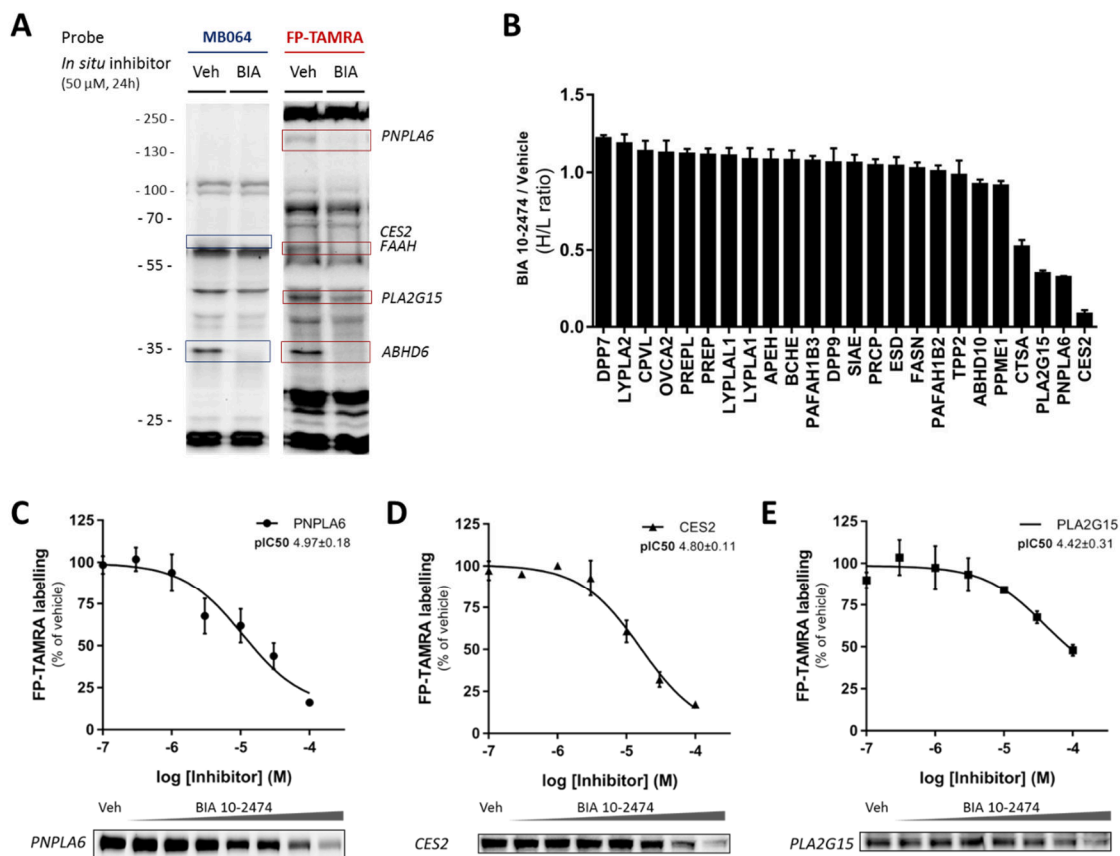 A
Probe
MB064
FP-TAMRA
In situ inhibitor
(50 µM, 24h)
Veh
BIA
Veh
BIA
- 250 -
- 130 -
- 100 -
-70 -
55 -
-35 -
-25 -
PNPLA6
CES2
FAAH
PLA2G15
ABHD6
B
BIA 10-2474 / Vehicle
(H/L ratio)
1.5
1.0
0.5
0.0
DPP7
LYPLA2
CPVL
OVCA2
PREPL
PREP
LYPLAL1
LYPLA1
APEH
BCHE
PAFAH1B3
DPP9
SIAE
PRCP
ESD
FASN
PAFAH1B2
TPP2
ABHD10
PPME1
CTSA
PLA2G15
PNPLA6
CES2
C
FP-TAMRA labelling
(% of vehicle)
125
100
75
50
25
0
PNPLA6
pIC50 4.97±0.18
-7
-6
-5
-4
log [Inhibitor] (M)
Veh
BIA 10-2474
PNPLA6
D
FP-TAMRA labelling
(% of vehicle)
125
100
75
50
25
0
CES2
pIC50 4.80±0.11
-7
-6
-5
-4
log [Inhibitor] (M)
Veh
BIA 10-2474
CES2
E
FP-TAMRA labelling
(% of vehicle)
125
100
75
50
25
0
PLA2G15
pIC50 4.42±0.31
-7
-6
-5
-4
log [Inhibitor] (M)
Veh
BIA 10-2474
PLA2G15